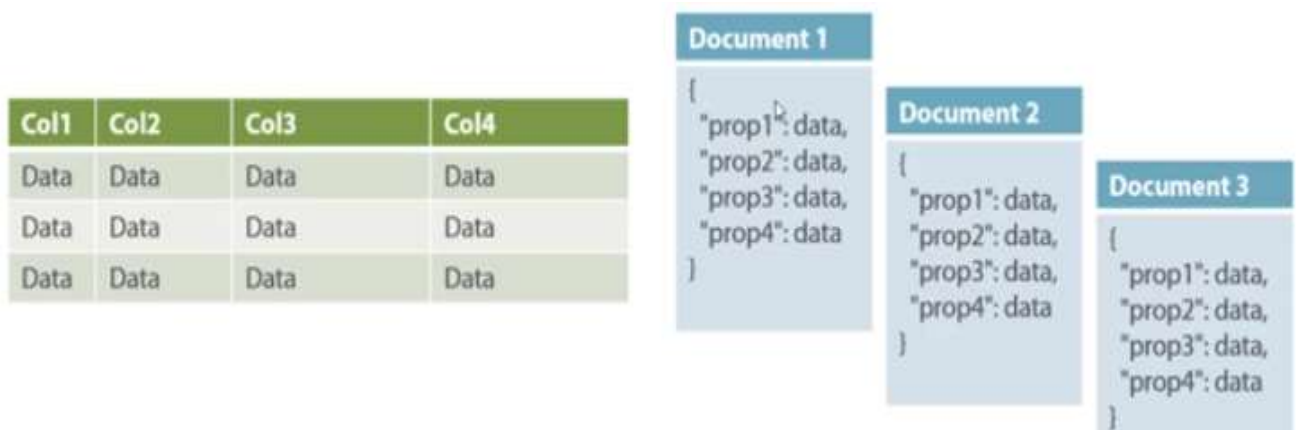 Col1 Col2 Col3 Col4
Data Data Data Data
Data Data Data Data
Data Data Data Data
Document 1
{
"prop1": data,
"prop2": data,
"prop3": data,
"prop4": data
}
Document 2
{
"prop1": data,
"prop2": data,
"prop3": data,
"prop4": data
}
Document 3
{
"prop1": data,
"prop2": data,
"prop3": data,
"prop4": data
}